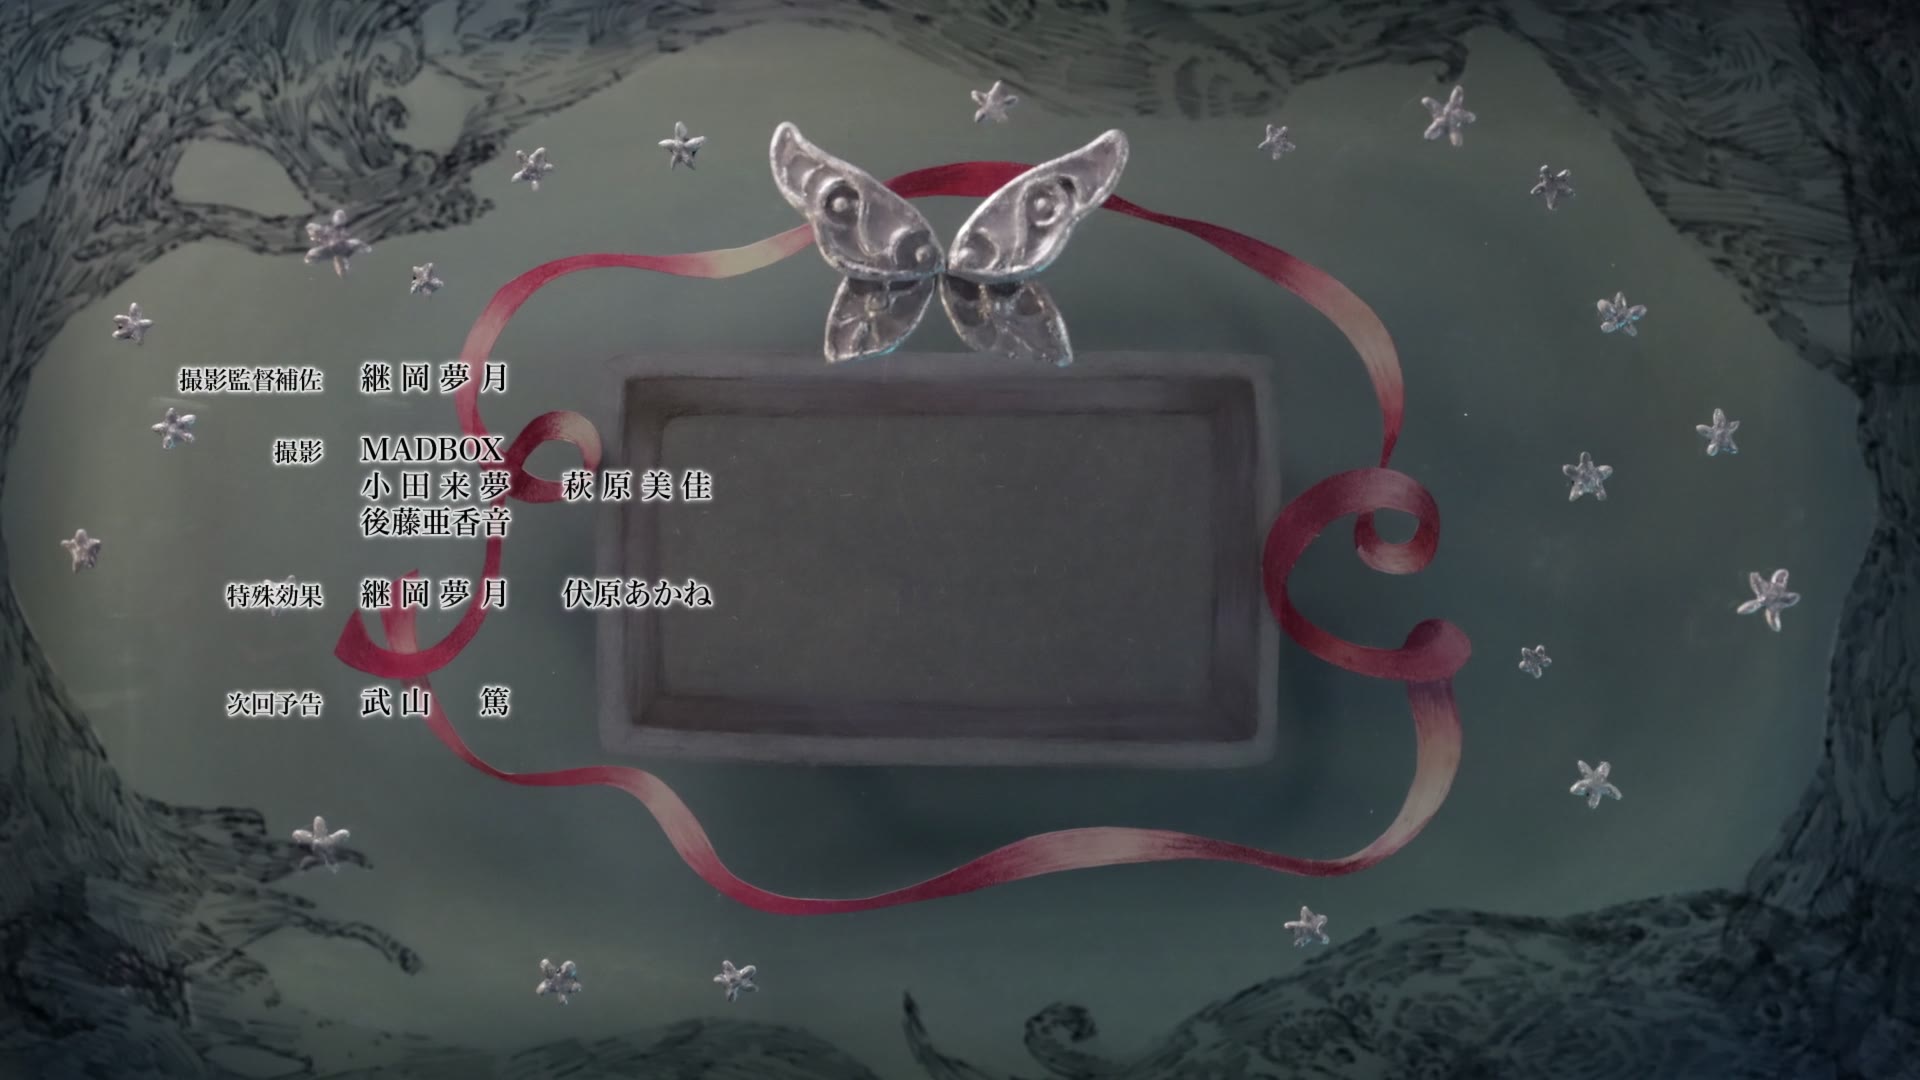 撮影監督補佐 継岡夢月
撮影 MADBOX
小田来夢 萩原美佳
後藤亜香音
特殊効果 継岡夢月 伏原あかね
次回予告 武山 篤